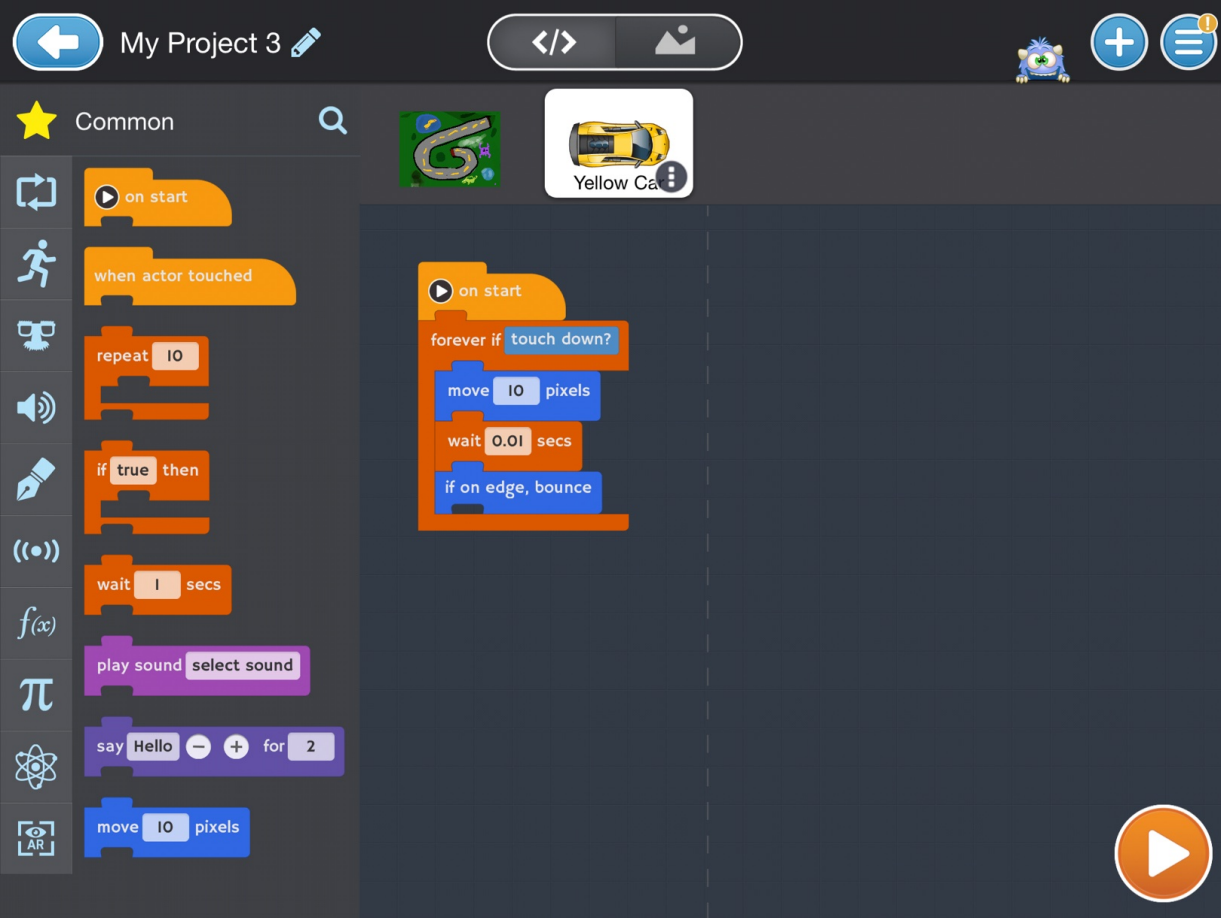 My Project 3
</>
Common
on start
when actor touched
repeat 10
if true then
wait 1 secs
play sound select sound
say Hello − + for 2
move 10 pixels
f(x)
π
AR
Yellow Ca
on start
forever if touch down?
move 10 pixels
wait 0.01 secs
if on edge, bounce
!